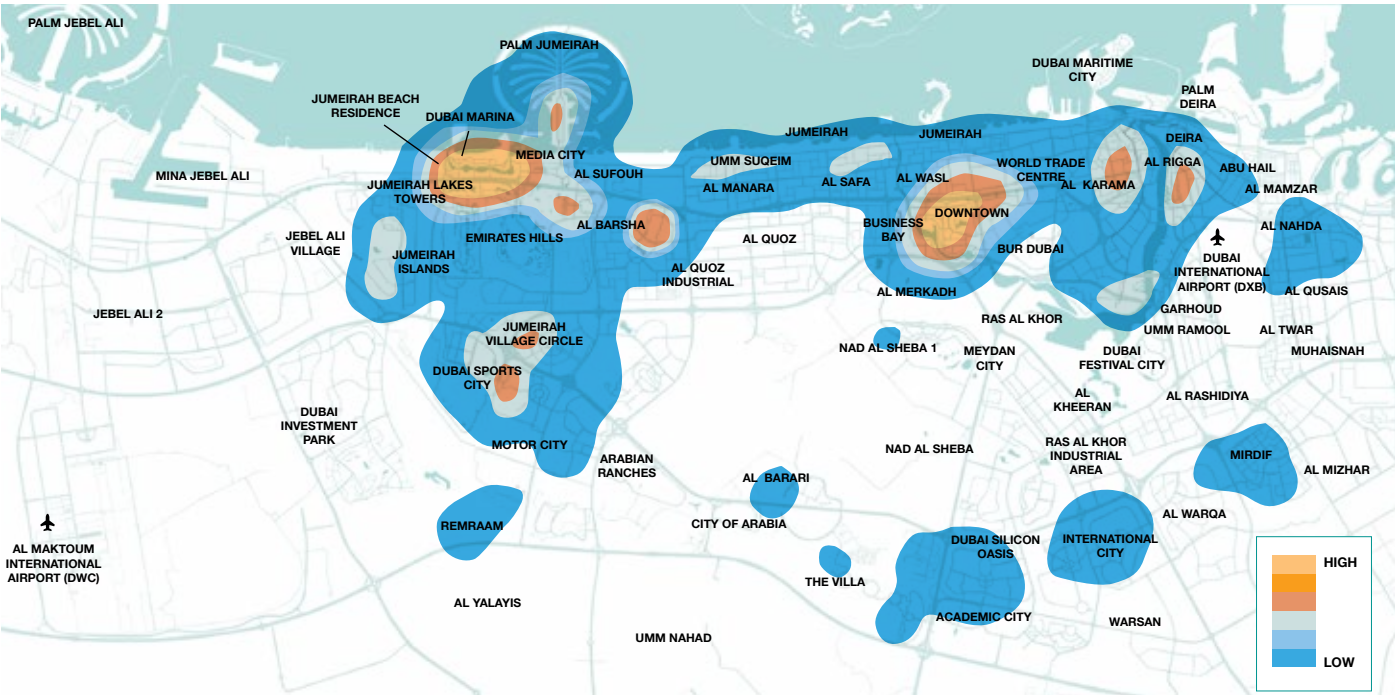 PALM JEBEL ALI
PALM JUMEIRAH
DUBAI MARITIME
CITY
JUMEIRAH BEACH
RESIDENCE
DUBAI MARINA
PALM
DEIRA
JUMEIRAH
JUMEIRAH
DEIRA
MEDIA CITY
UMM SUQEIM
WORLD TRADE
CENTRE
AL RIGGA
ABU HAIL
MINA JEBEL ALI
AL SUFOUH
JUMEIRAH LAKES
TOWERS
AL MANARA
AL SAFA
AL WASL
AL KARAMA
AL MAMZAR
DOWNTOWN
BUSINESS
BAY
AL BARSHA
AL NAHDA
JEBEL ALI
VILLAGE
EMIRATES HILLS
AL QUOZ
BUR DUBAI
JUMEIRAH
ISLANDS
AL QUOZ
INDUSTRIAL
DUBAI
INTERNATIONAL
AIRPORT (DXB)
AL MERKADH
AL QUSAIS
JEBEL ALI 2
GARHOUD
RAS AL KHOR
JUMEIRAH
VILLAGE CIRCLE
UMM RAMOOL
AL TWAR
NAD AL SHEBA 1
MEYDAN
CITY
DUBAI
FESTIVAL CITY
MUHAISNAH
DUBAI SPORTS
CITY
AL
KHEERAN
AL RASHIDIYA
DUBAI
INVESTMENT
PARK
MOTOR CITY
NAD AL SHEBA
RAS AL KHOR
INDUSTRIAL
AREA
MIRDIF
ARABIAN
RANCHES
AL MIZHAR
AL BARARI
REMRAAM
CITY OF ARABIA
AL WARQA
DUBAI SILICON
OASIS
INTERNATIONAL
CITY
AL MAKTOUM
INTERNATIONAL
AIRPORT (DWC)
THE VILLA
AL YALAYIS
ACADEMIC CITY
WARSAN
UMM NAHAD
HIGH
LOW